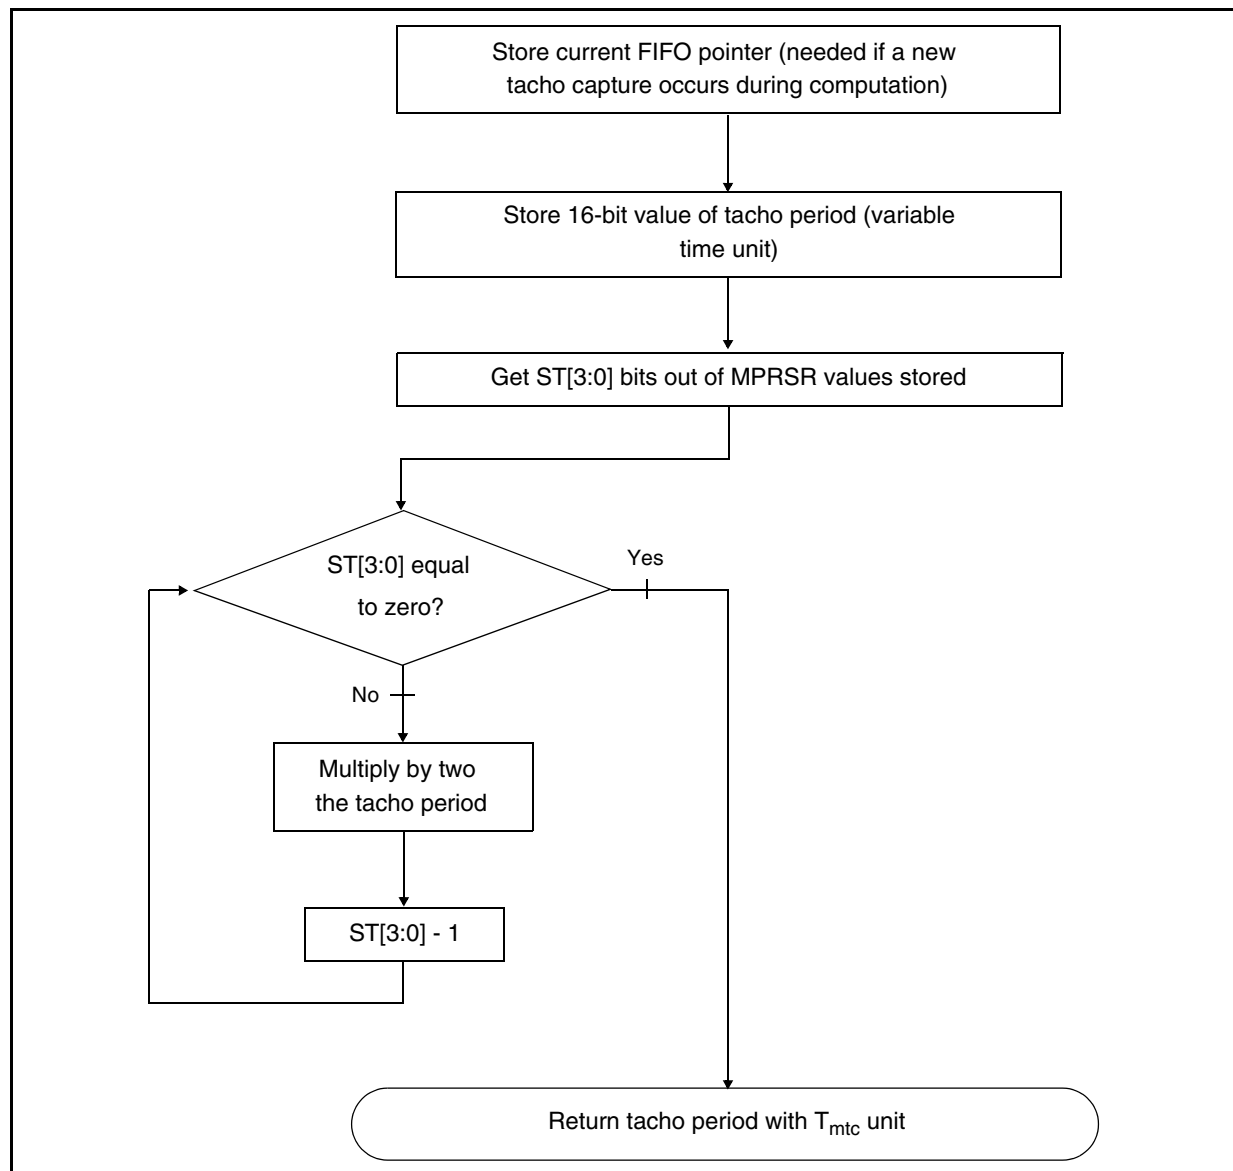 Store current FIFO pointer (needed if a new
tacho capture occurs during computation)
Store 16-bit value of tacho period (variable
time unit)
Get ST[3:0] bits out of MPRSR values stored
ST[3:0] equal
to zero?
Yes
No
Multiply by two
the tacho period
ST[3:0] - 1
Return tacho period with Tmtc unit